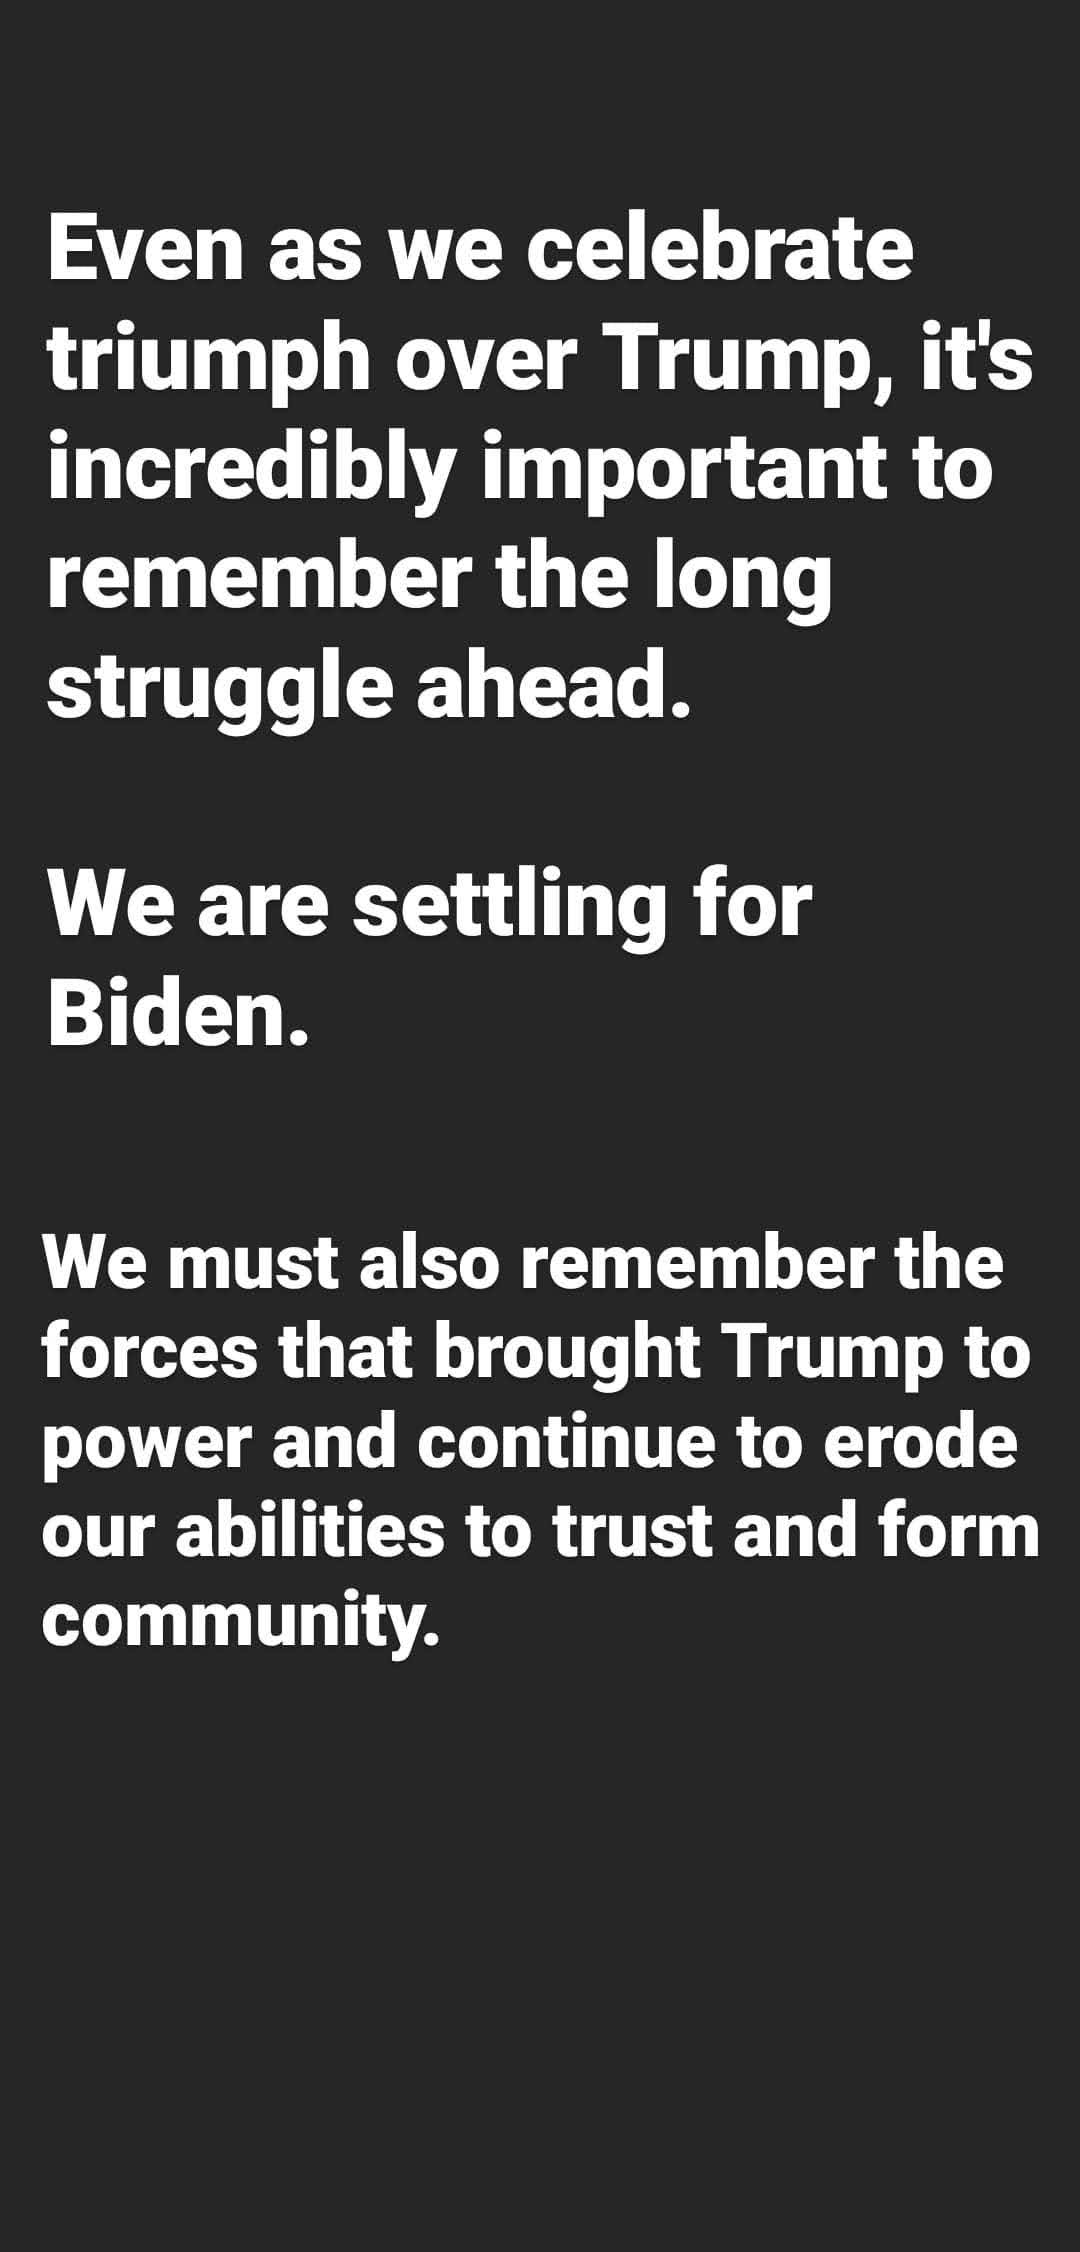 Even as we celebrate
triumph over Trump, it's
incredibly important to
remember the long
struggle ahead.
We are settling for
Biden.
We must also remember the
forces that brought Trump to
power and continue to erode
our abilities to trust and form
community.